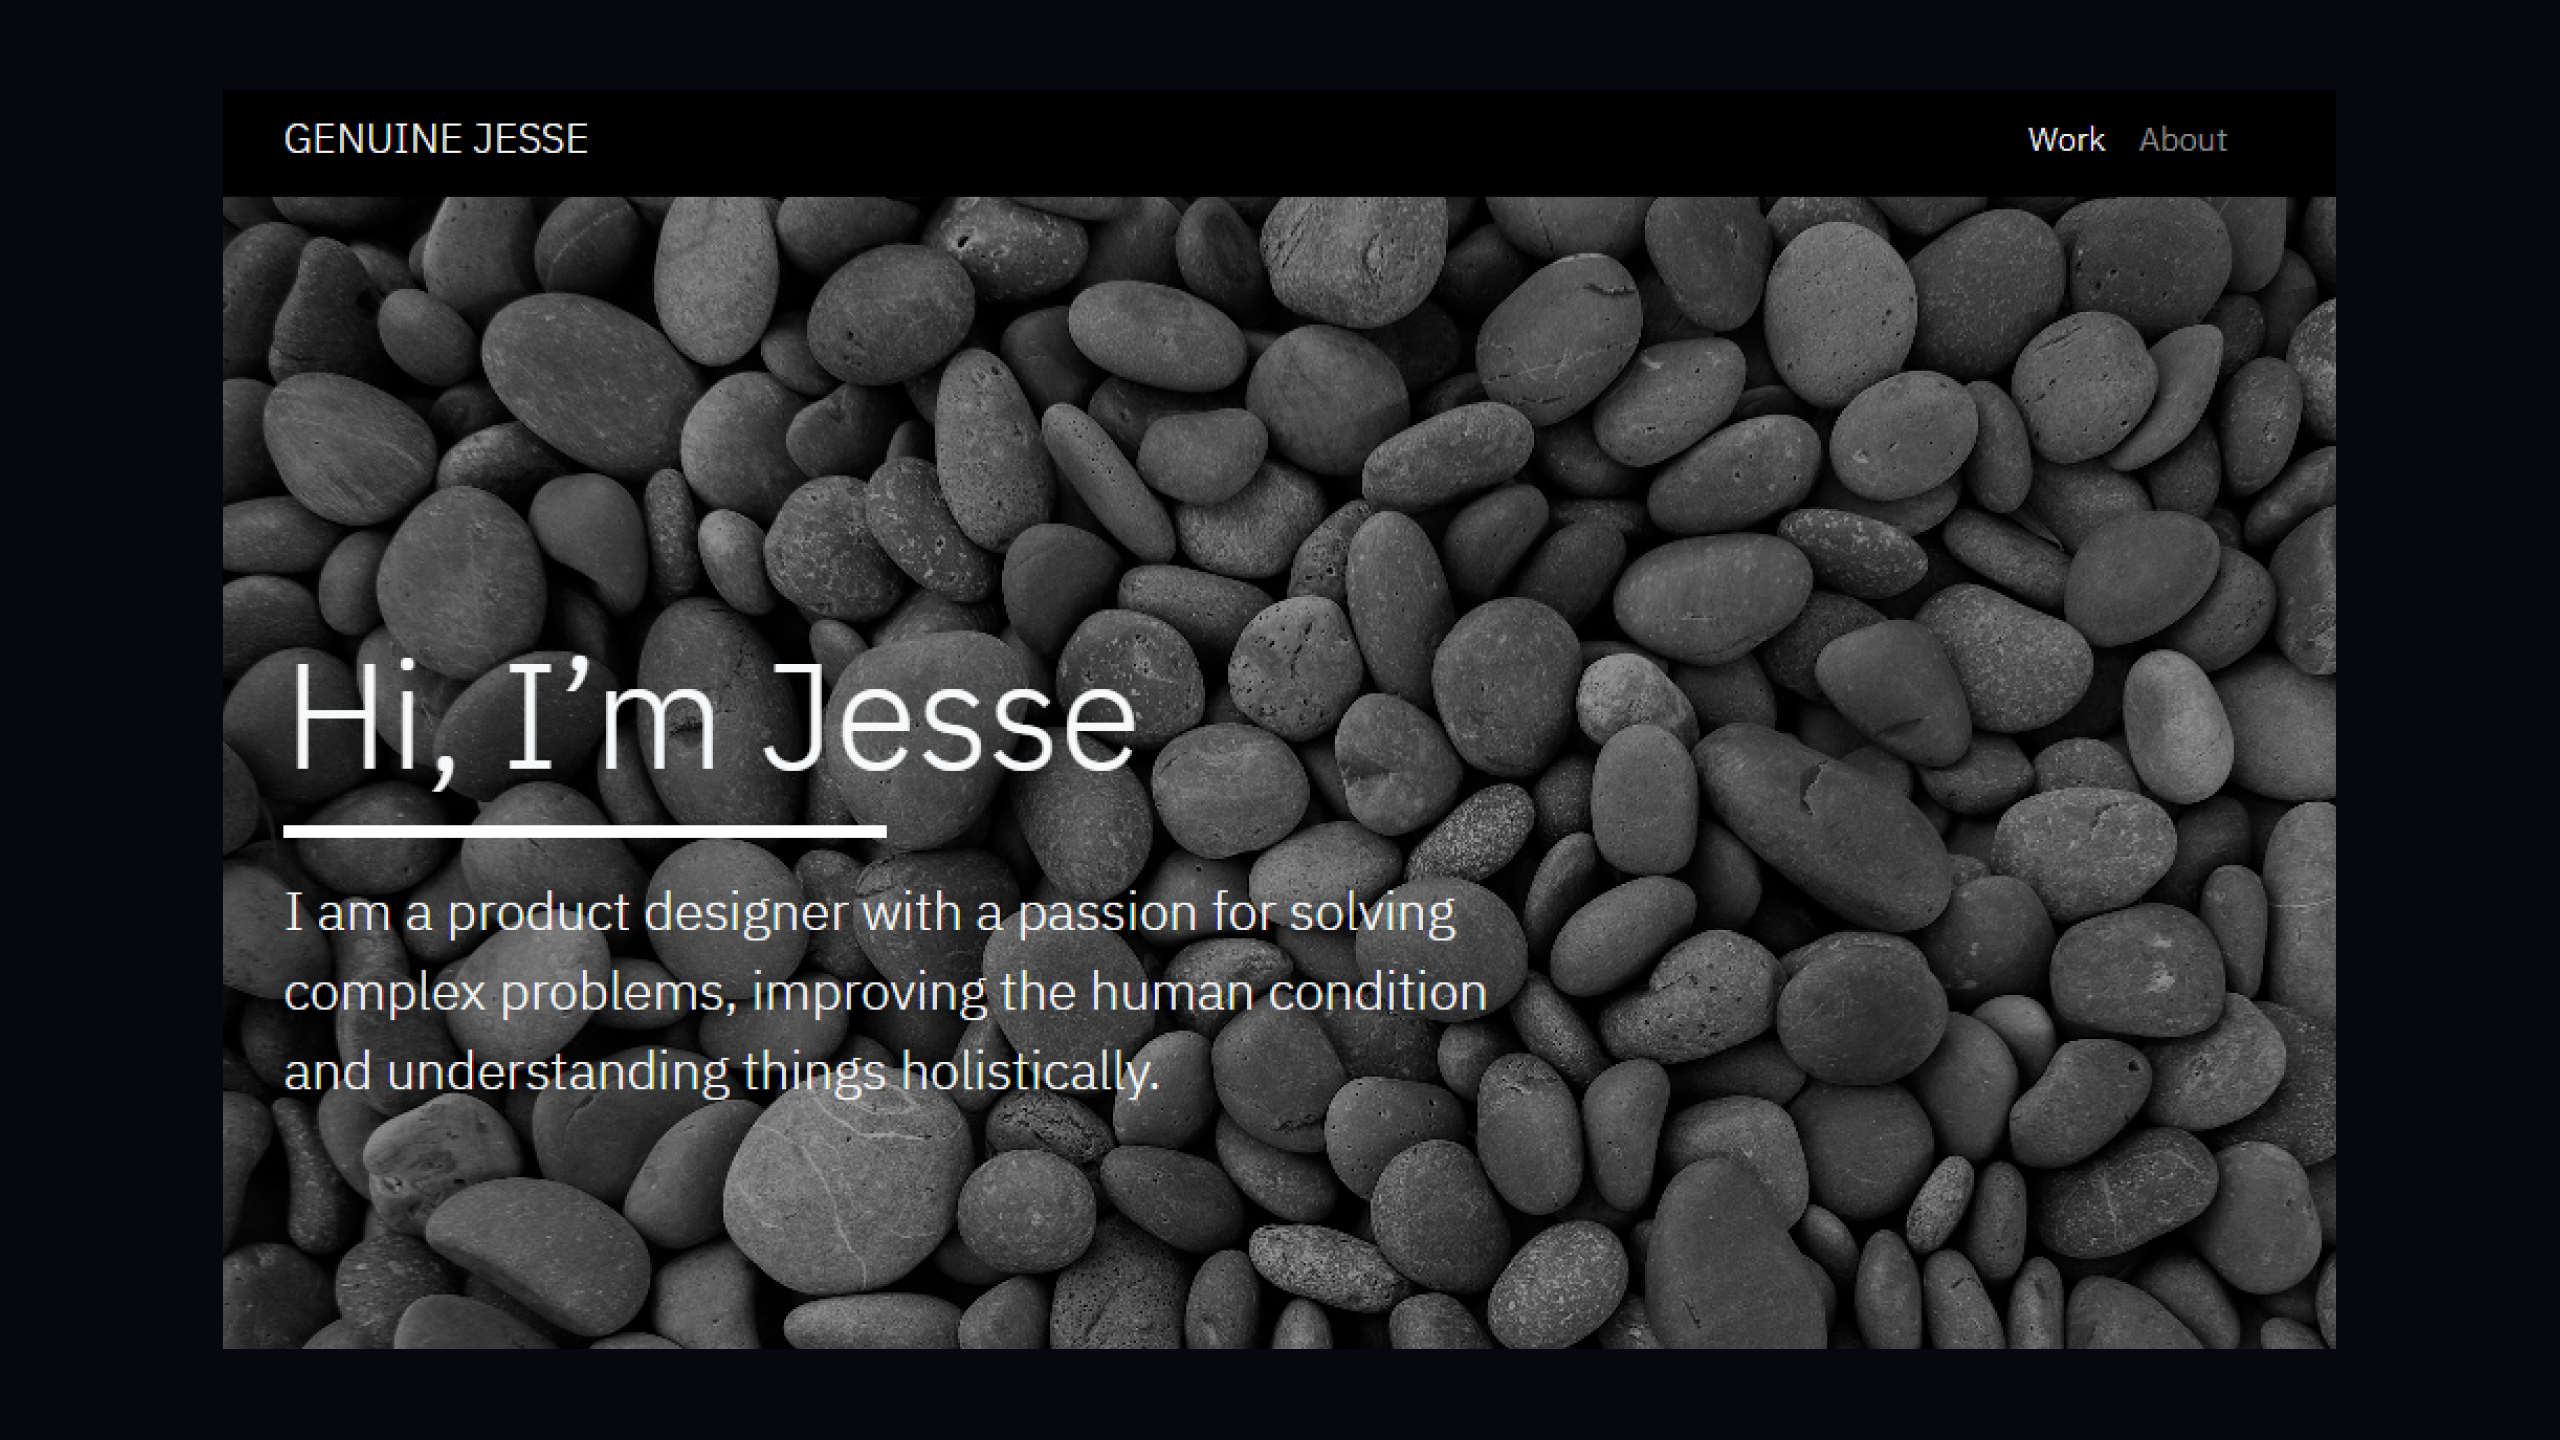 GENUINE JESSE
Work About
Hi, I’m Jesse
I am a product designer with a passion for solving
complex problems, improving the human condition
and understanding things holistically.